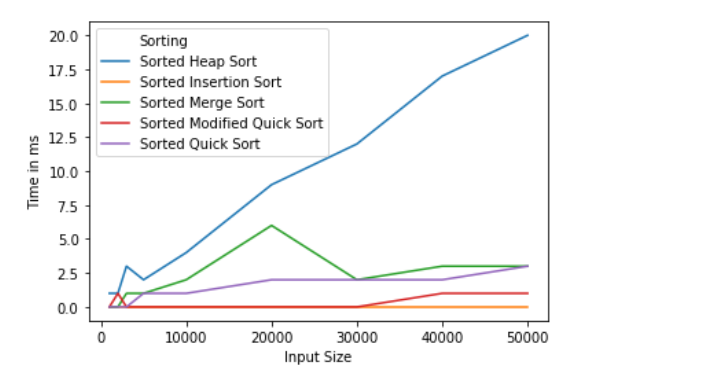 20.0
17.5
15.0
12.5
10.0
7.5
5.0
2.5
0.0
Time in ms
Sorting
Sorted Heap Sort
Sorted Insertion Sort
Sorted Merge Sort
Sorted Modified Quick Sort
Sorted Quick Sort
0 10000 20000 30000 40000 50000
Input Size